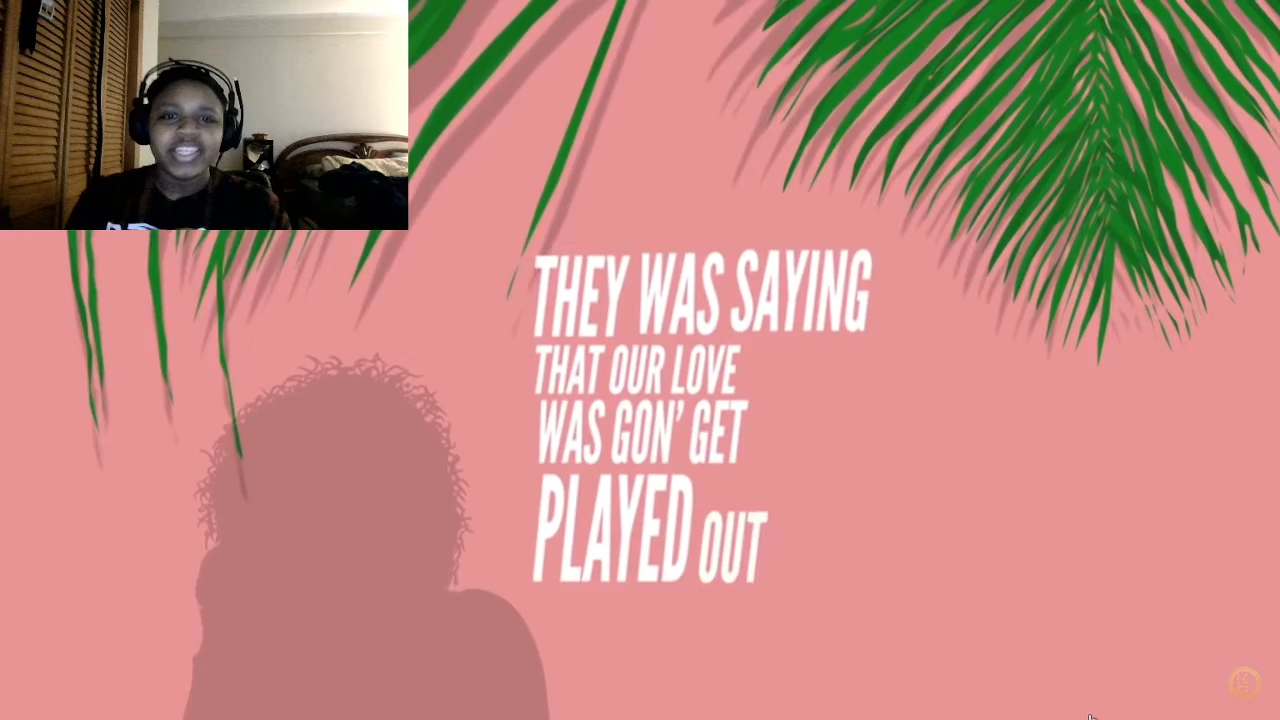 THEY WAS SAYING
THAT OUR LOVE
WAS GON' GET
PLAYED OUT